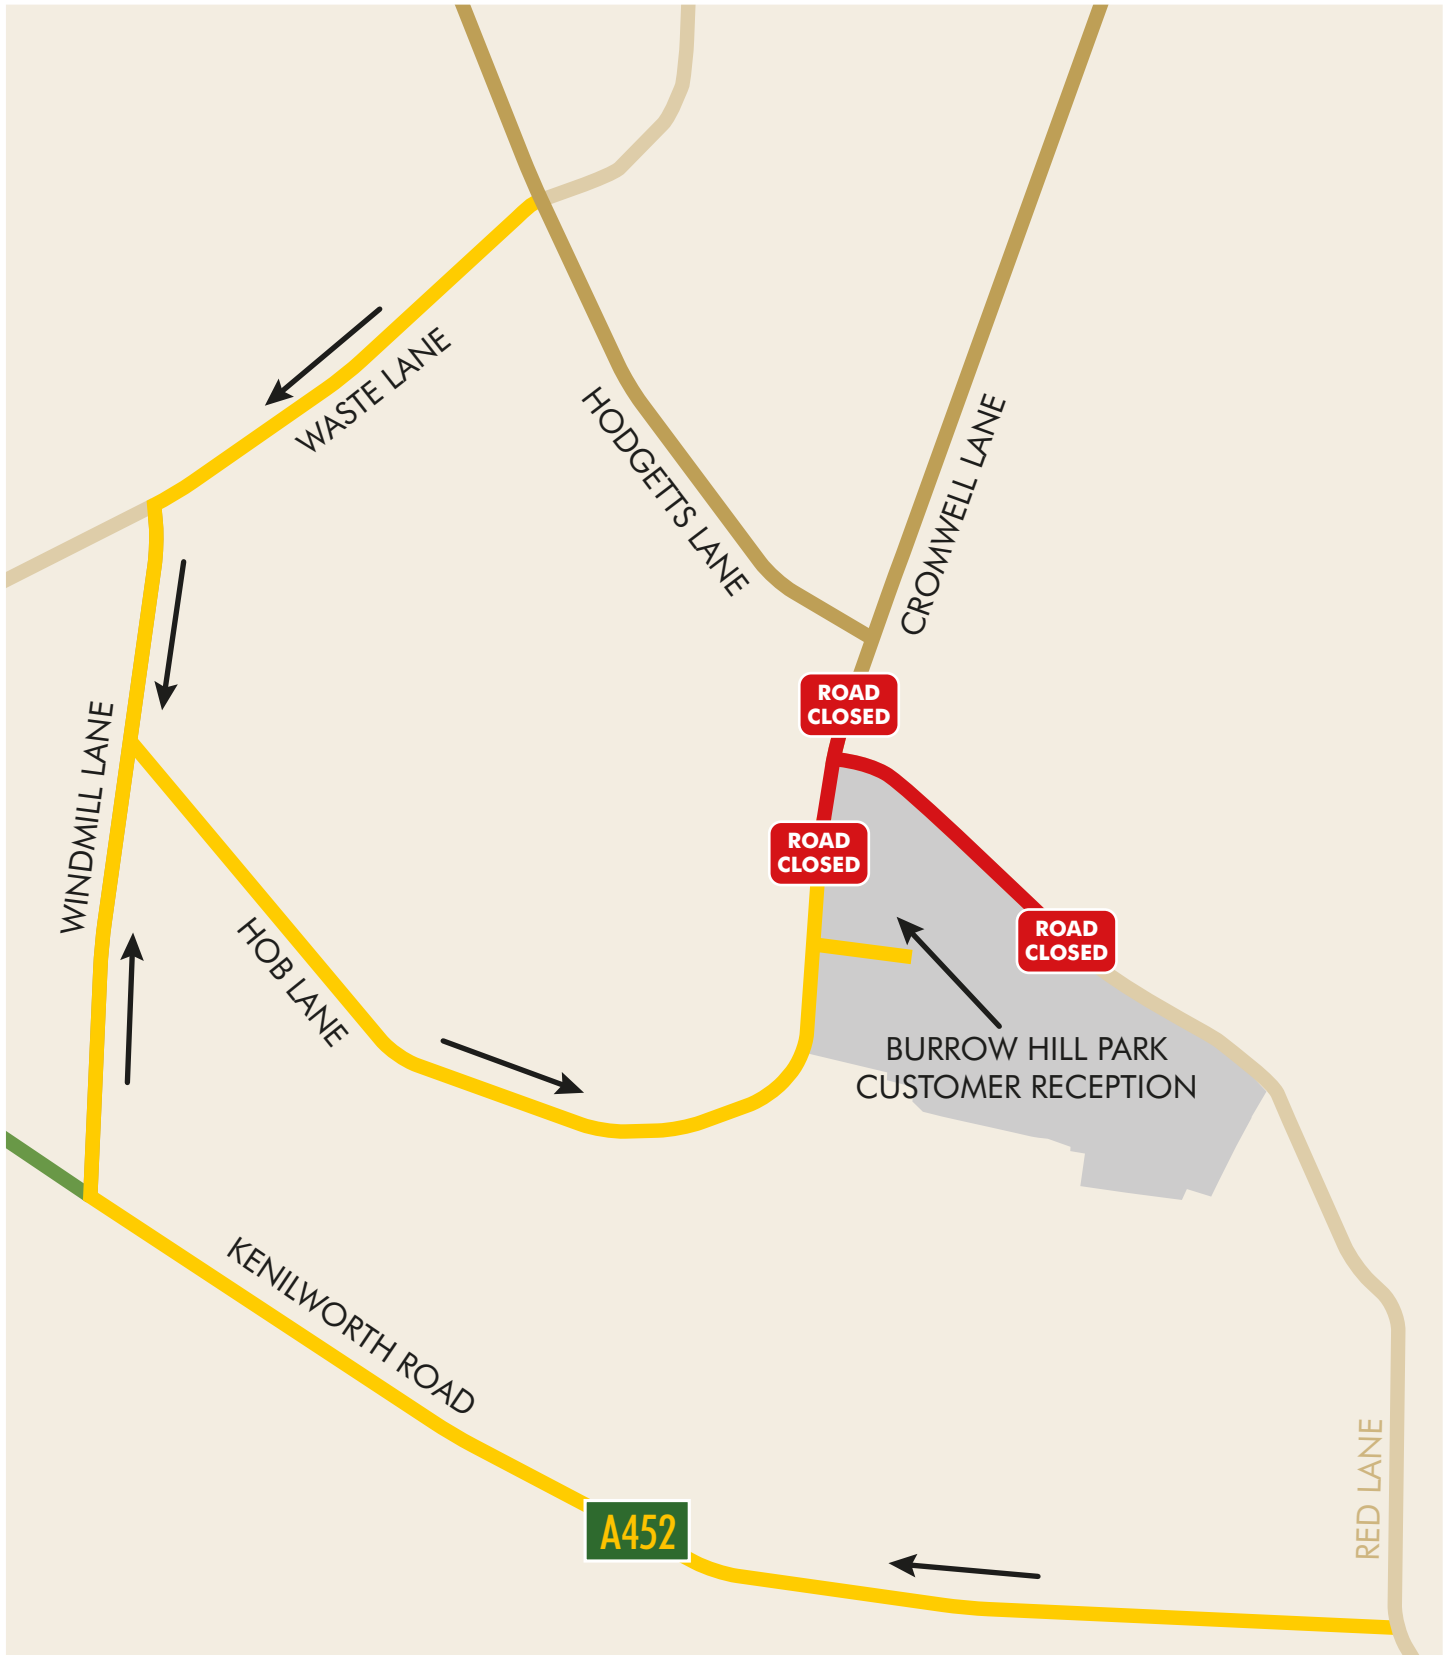 WASTE LANE
HODGETTS LANE
CROMWELL LANE
ROAD
CLOSED
WINDMILL LANE
ROAD
CLOSED
HOB LANE
ROAD
CLOSED
BURROW HILL PARK
CUSTOMER RECEPTION
KENILWORTH ROAD
RED LANE
A452